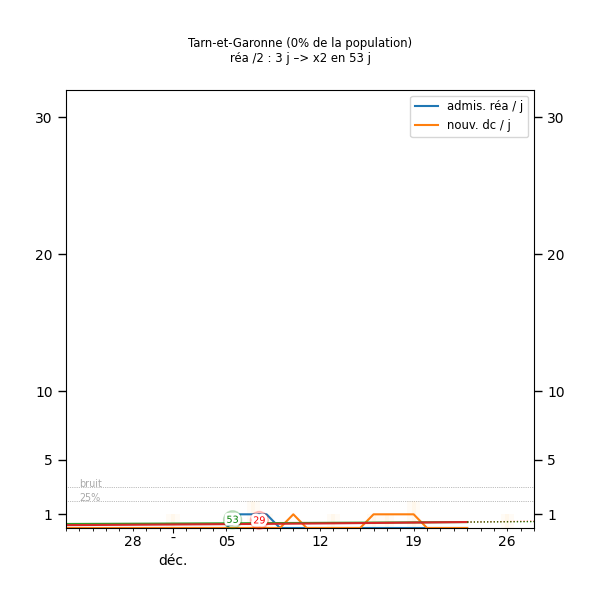 Tarn-et-Garonne (0% de la population)
réa /2 : 3 j –> x2 en 53 j
admis. réa / j
nouv. dc / j
30 30
20 20
10 10
5 5
bruit
25%
1 1
53 29
28 - 05 12 19 26
déc.